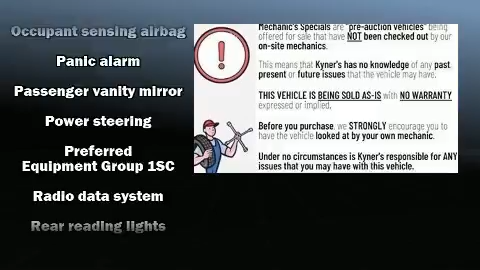 Occupant sensing airbag
Panic alarm
Passenger vanity mirror
Power steering
Preferred
Equipment Group 1SC
Radio data system
Rear reading lights
Mechanic's Specials are "pre-auction vehicles" being
offered for sale that have NOT been checked out by our
on-site mechanics.
This means that Kyner's has no knowledge of any past,
present or future issues that the vehicle may have.
THIS VEHICLE IS BEING SOLD AS-IS with NO WARRANTY
expressed or implied.
Before you purchase, we STRONGLY encourage you to
have the vehicle looked at by your own mechanic.
Under no circumstances is Kyner's responsible for ANY
issues that you may have with this vehicle.